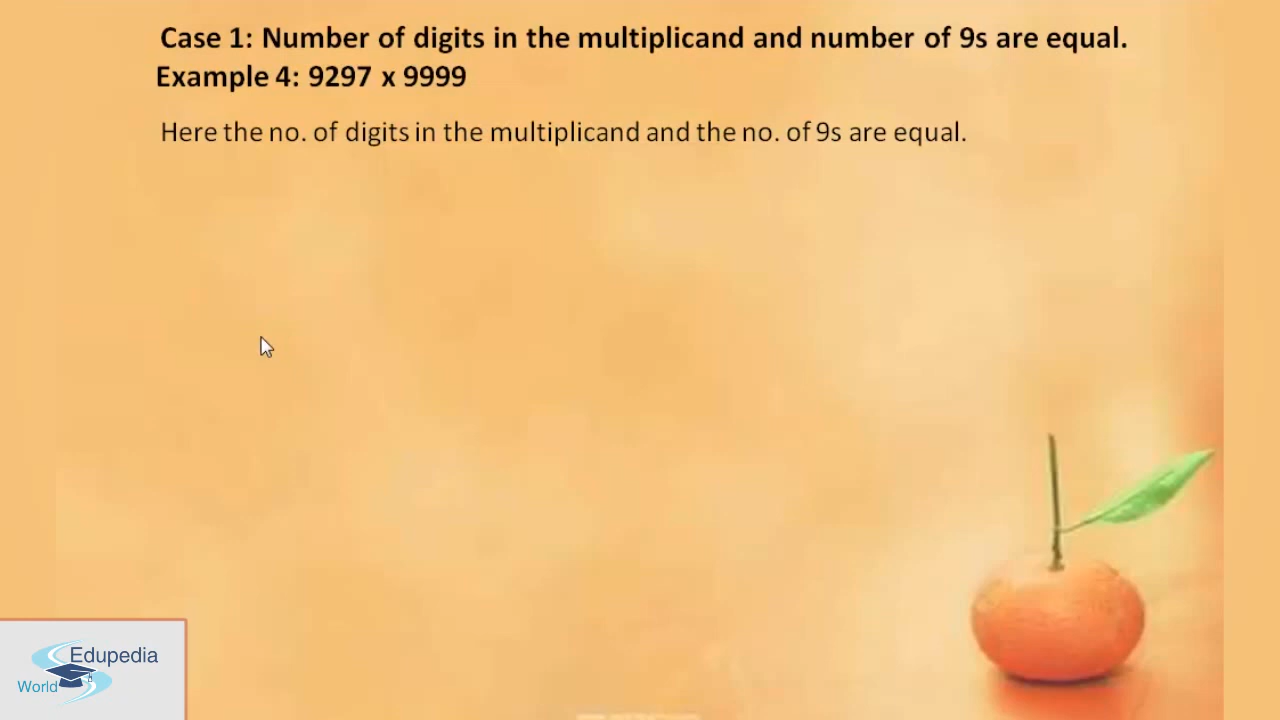 Case 1: Number of digits in the multiplicand and number of 9s are equal.
Example 4: 9297 x 9999
Here the no. of digits in the multiplicand and the no. of 9s are equal.
Edupedia
World